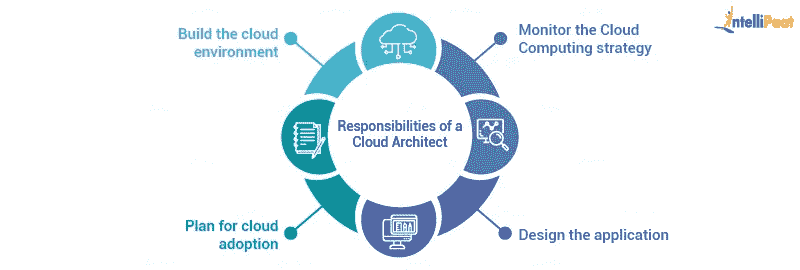 IntelliPaat
Build the cloud
environment
Monitor the Cloud
Computing strategy
Responsibilities of a
Cloud Architect
Plan for cloud
adoption
Design the application